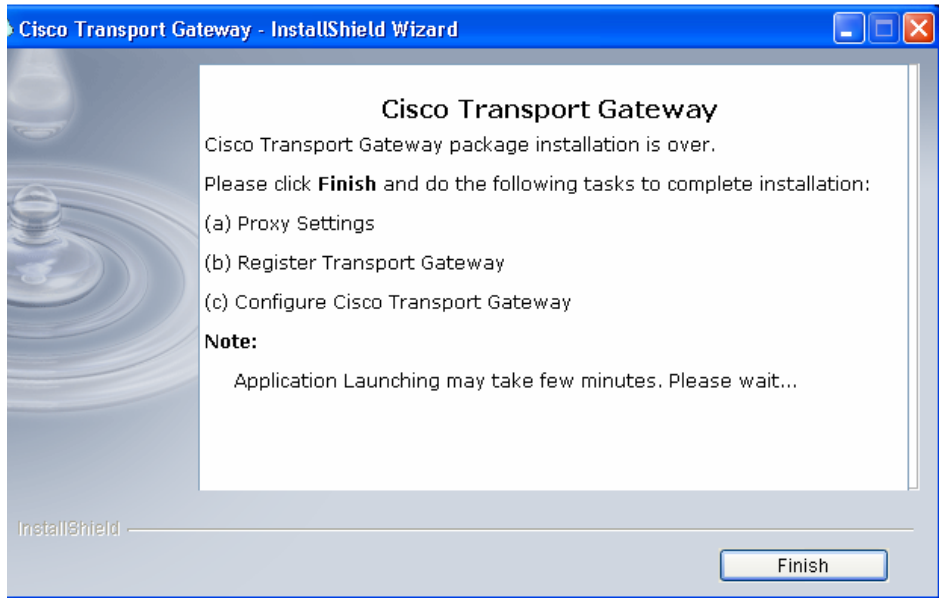 Cisco Transport Gateway - InstallShield Wizard
Cisco Transport Gateway
Cisco Transport Gateway package installation is over.
Please click Finish and do the following tasks to complete installation:
(a) Proxy Settings
(b) Register Transport Gateway
(c) Configure Cisco Transport Gateway
Note:
Application Launching may take few minutes. Please wait...
InstallShield
Finish